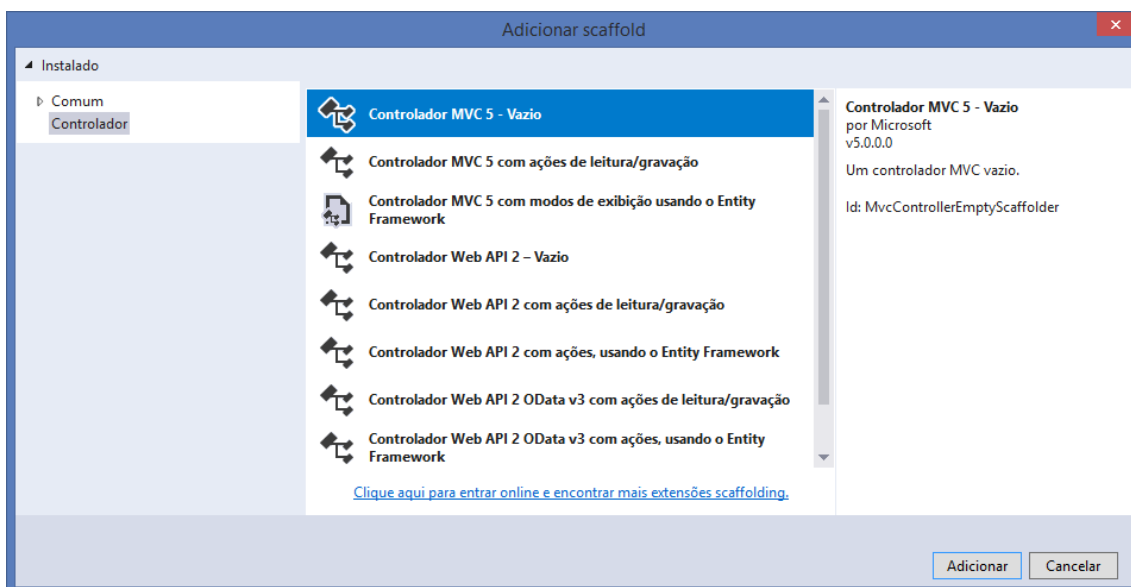 Adicionar scaffold
Instalado
Comum
Controlador
Controlador MVC 5 - Vazio
Controlador MVC 5 com ações de leitura/gravação
Controlador MVC 5 com modos de exibição usando o Entity
Framework
Controlador Web API 2 – Vazio
Controlador Web API 2 com ações de leitura/gravação
Controlador Web API 2 com ações, usando o Entity Framework
Controlador Web API 2 OData v3 com ações de leitura/gravação
Controlador Web API 2 OData v3 com ações, usando o Entity
Framework
Clique aqui para entrar online e encontrar mais extensões scaffolding.
Controlador MVC 5 - Vazio
por Microsoft
v5.0.0.0
Um controlador MVC vazio.
Id: MvcControllerEmptyScaffolder
Adicionar
Cancelar